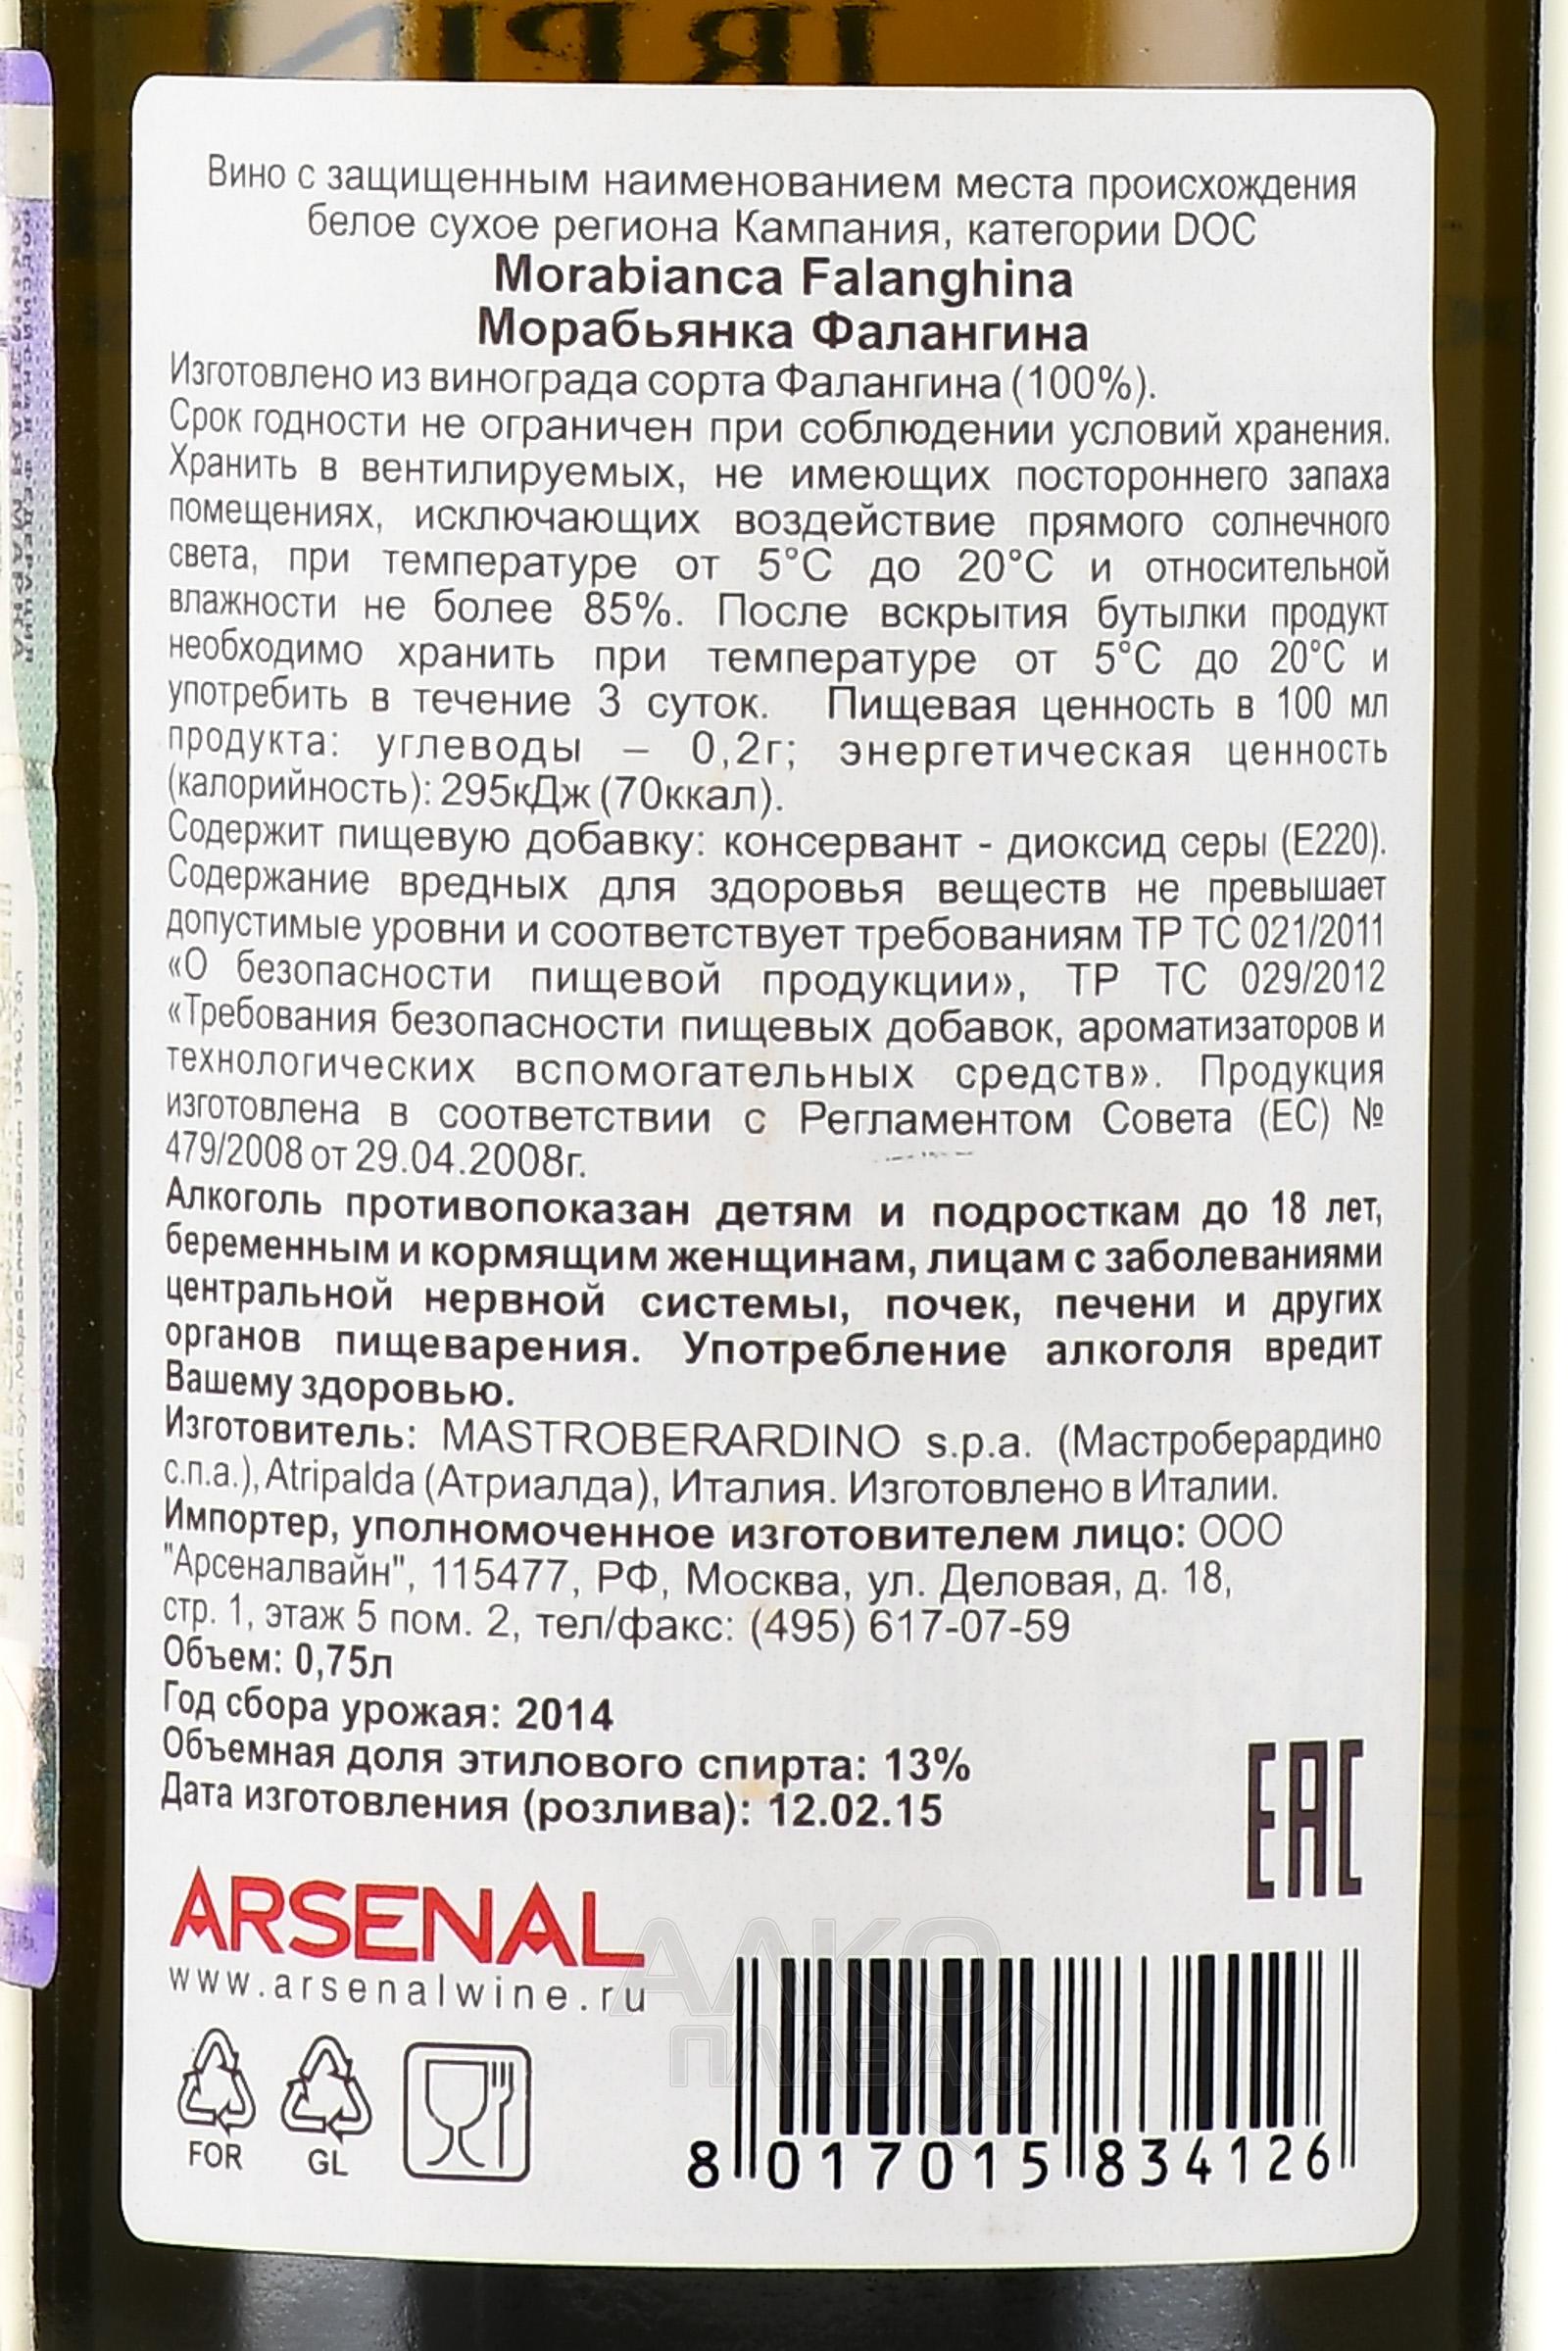 IRPIN
Вино с защищенным наименованием места происхождения
белое сухое региона Кампания, категории DOC
Morabianca Falanghina
Морабьянка Фалангина
Изготовлено из винограда сорта Фалангина (100%).
Срок годности не ограничен при соблюдении условий хранения.
Хранить в вентилируемых, не имеющих постороннего запаха
помещениях, исключающих воздействие прямого солнечного
света, при температуре от 5°C до 20°C и относительной
влажности не более 85%. После вскрытия бутылки продукт
необходимо хранить при температуре от 5°C до 20°C и
употребить в течение 3 суток. Пищевая ценность в 100 мл
продукта: углеводы – 0,2г; энергетическая ценность
(калорийность): 295кДж (70ккал).
Содержит пищевую добавку: консервант - диоксид серы (E220).
Содержание вредных для здоровья веществ не превышает
допустимые уровни и соответствует требованиям ТР ТС 021/2011
«О безопасности пищевой продукции», ТР ТС 029/2012
«Требования безопасности пищевых добавок, ароматизаторов и
технологических вспомогательных средств». Продукция
изготовлена в соответствии с Регламентом Совета (ЕС) №
479/2008 от 29.04.2008г.
Алкоголь противопоказан детям и подросткам до 18 лет,
беременным и кормящим женщинам, лицам с заболеваниями
центральной нервной системы, почек, печени и других
органов пищеварения. Употребление алкоголя вредит
Вашему здоровью.
Изготовитель: MASTROBERARDINO s.p.a. (Мастроберардино
с.п.а.), Atripalda (Атриалда), Италия. Изготовлено в Италии.
Импортер, уполномоченное изготовителем лицо: ООО
"Арсеналвайн", 115477, РФ, Москва, ул. Деловая, д. 18,
стр. 1, этаж 5 пом. 2, тел/факс: (495) 617-07-59
Объем: 0,75л
Год сбора урожая: 2014
Объемная доля этилового спирта: 13%
Дата изготовления (розлива): 12.02.15
EAC
ARSENAL
www.arsenalwine.ru
FOR
GL
АЛКО
ПЛАЗА
8 017015 834126